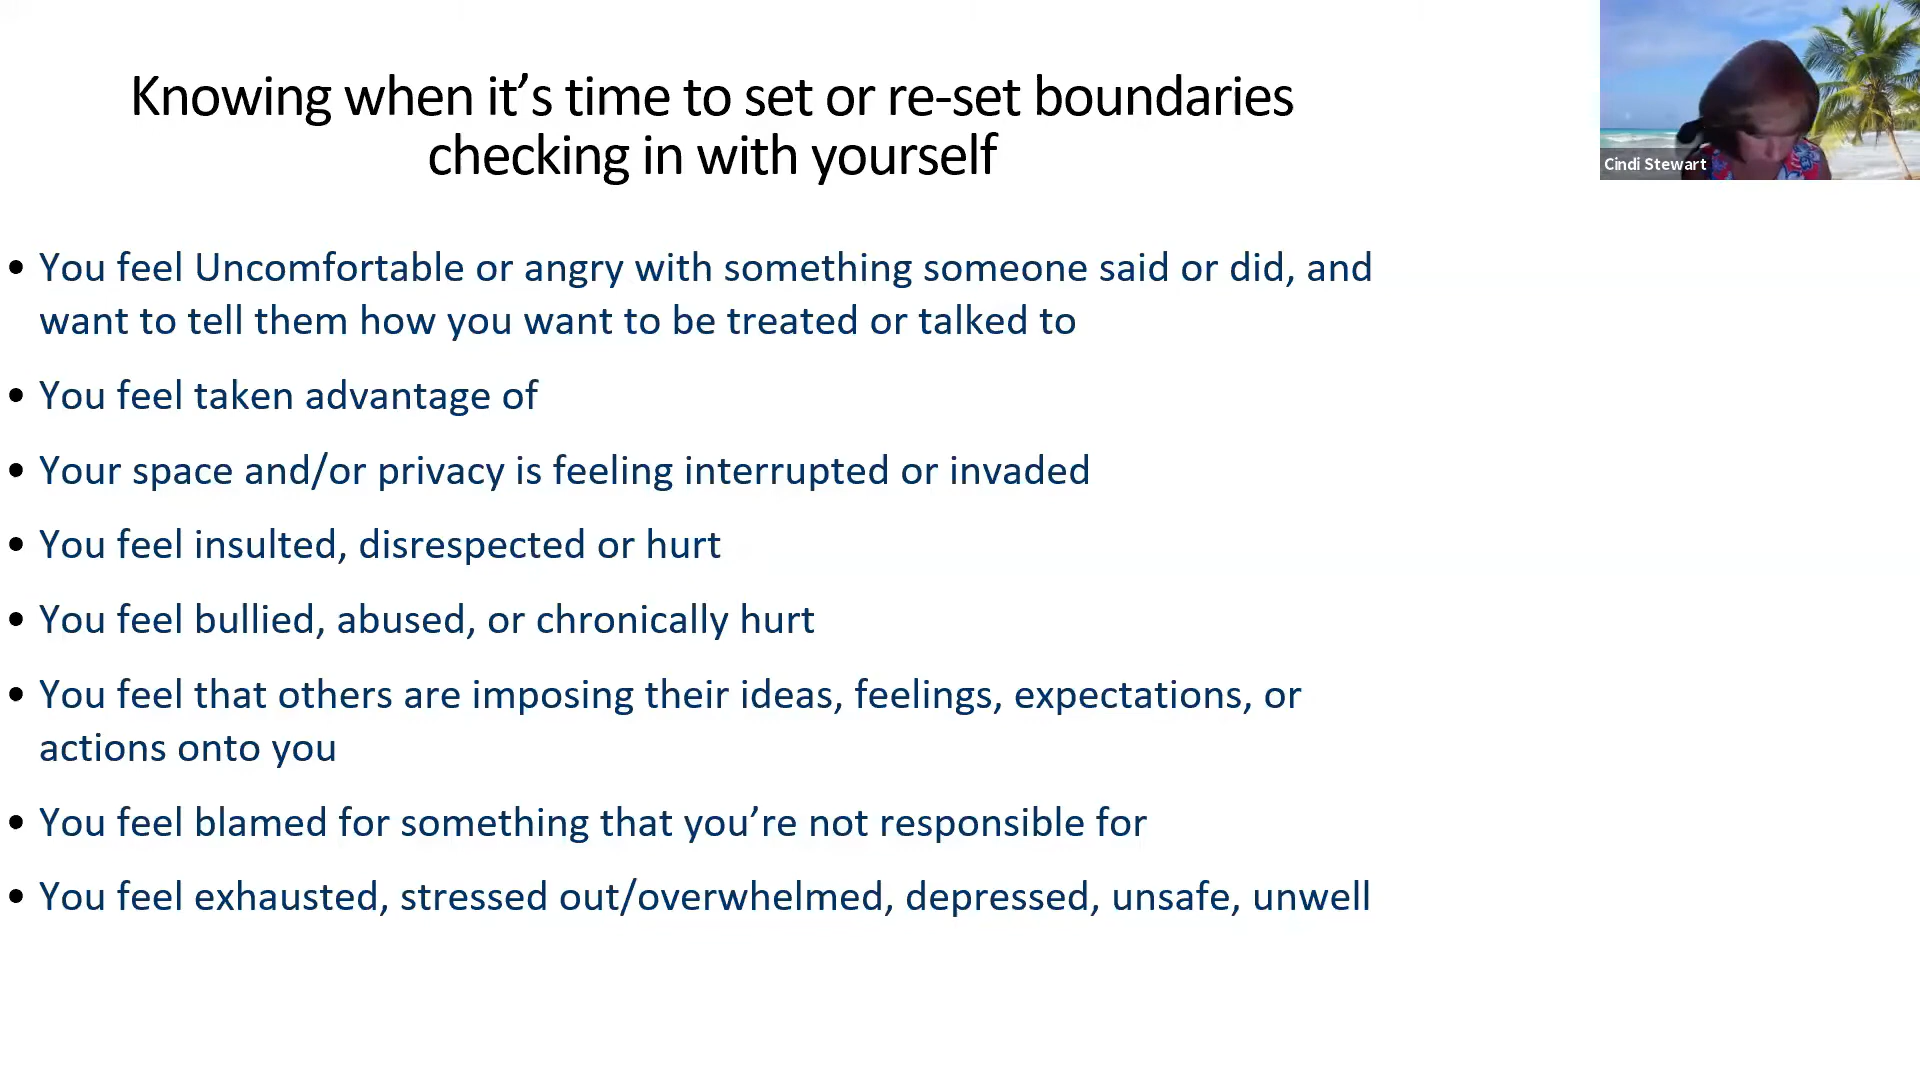 Knowing when it’s time to set or re-set boundaries
checking in with yourself
Cindi Stewart
• You feel Uncomfortable or angry with something someone said or did, and
want to tell them how you want to be treated or talked to
• You feel taken advantage of
• Your space and/or privacy is feeling interrupted or invaded
• You feel insulted, disrespected or hurt
• You feel bullied, abused, or chronically hurt
• You feel that others are imposing their ideas, feelings, expectations, or
actions onto you
• You feel blamed for something that you’re not responsible for
• You feel exhausted, stressed out/overwhelmed, depressed, unsafe, unwell